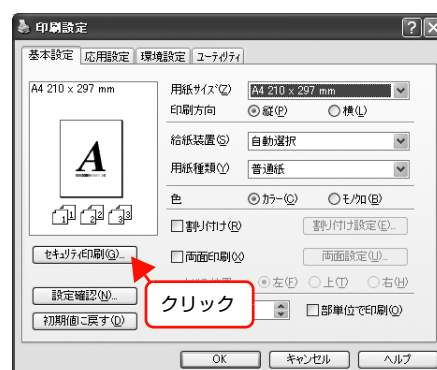 印刷設定
基本設定 応用設定 環境設定 ユーティリティ
A4 210 x 297 mm
用紙サイズ(Z) A4 210 x 297 mm
印刷方向 縦(P) 横(L)
給紙装置(S) 自動選択
用紙種類(Y) 普通紙
A
1 1 2 2 3 3
色 カラー(C) モノクロ(B)
割り付け(R) 割り付け設定(E)...
セキュリティ印刷(G)...
両面印刷(X) 両面設定(U)...
左(F) 上(T) 右(H)
設定確認(N)...
クリック
部単位で印刷(O)
初期値に戻す(D)
OK キャンセル ヘルプ